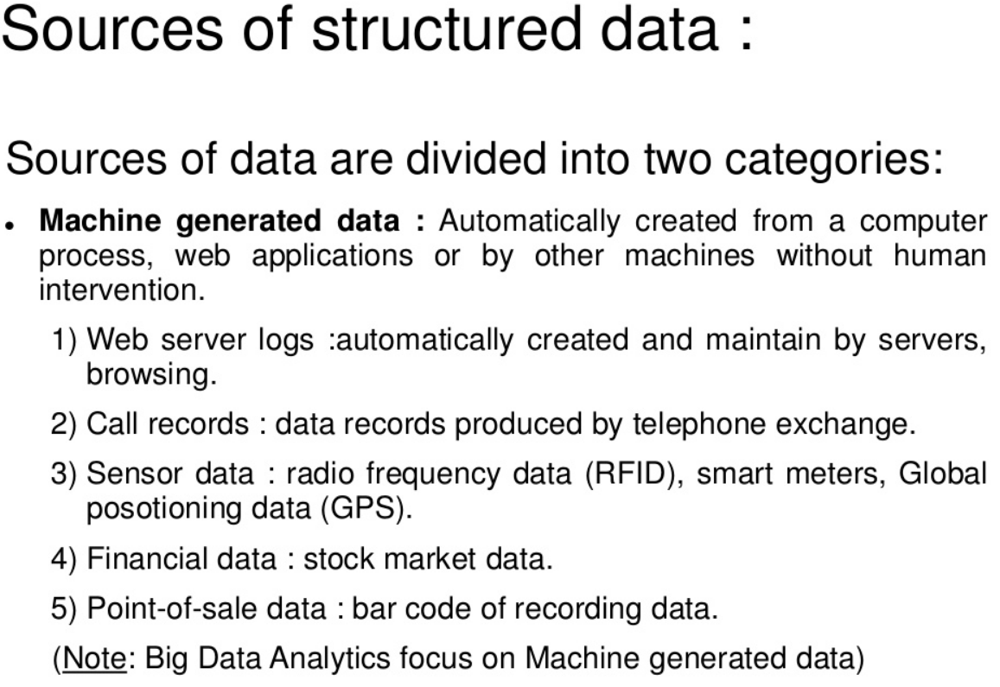 Sources of structured data :
Sources of data are divided into two categories:
• Machine generated data : Automatically created from a computer
process, web applications or by other machines without human
intervention.
1) Web server logs :automatically created and maintain by servers,
browsing.
2) Call records : data records produced by telephone exchange.
3) Sensor data : radio frequency data (RFID), smart meters, Global
posotioning data (GPS).
4) Financial data : stock market data.
5) Point-of-sale data : bar code of recording data.
(Note: Big Data Analytics focus on Machine generated data)